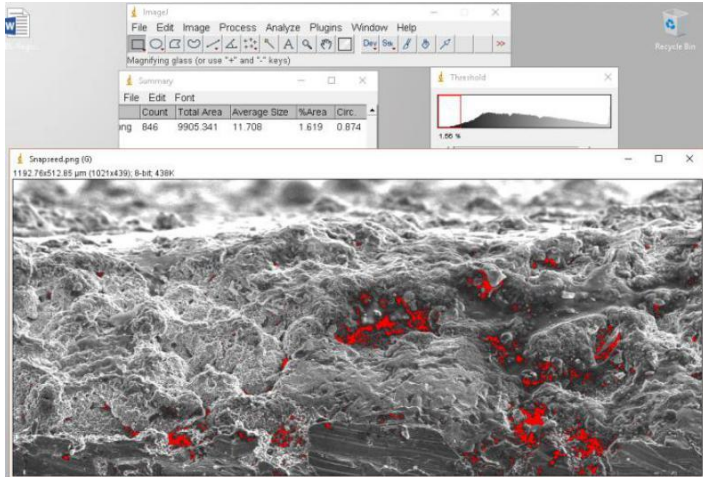 ImageJ
File Edit Image Process Analyze Plugins Window Help
Dev
>>
Magnifying glass (or use "+" and "-" keys)
Recycle Bin
Summary
File Edit Font
Count Total Area Average Size %Area Circ.
ong 846 9905.341 11.708 1.619 0.874
Threshold
1.66 %
Snapseed.png (G)
1192.76x512.85 µm (1021x439); 8-bit; 438K